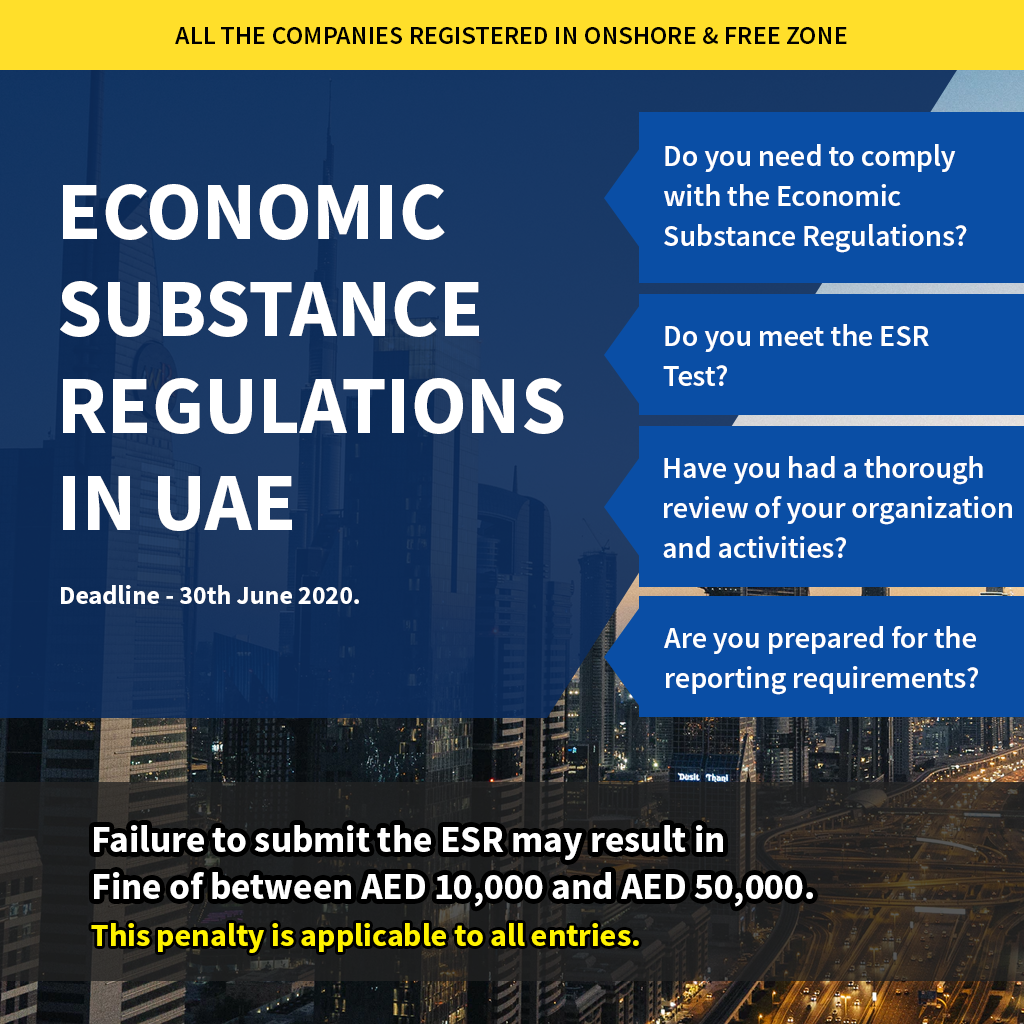 ALL THE COMPANIES REGISTERED IN ONSHORE & FREE ZONE
ECONOMIC
SUBSTANCE
REGULATIONS
IN UAE
Deadline - 30th June 2020.
Do you need to comply
with the Economic
Substance Regulations?
Do you meet the ESR
Test?
Have you had a thorough
review of your organization
and activities?
Are you prepared for the
reporting requirements?
Dusit Thani
Failure to submit the ESR may result in
Fine of between AED 10,000 and AED 50,000.
This penalty is applicable to all entries.